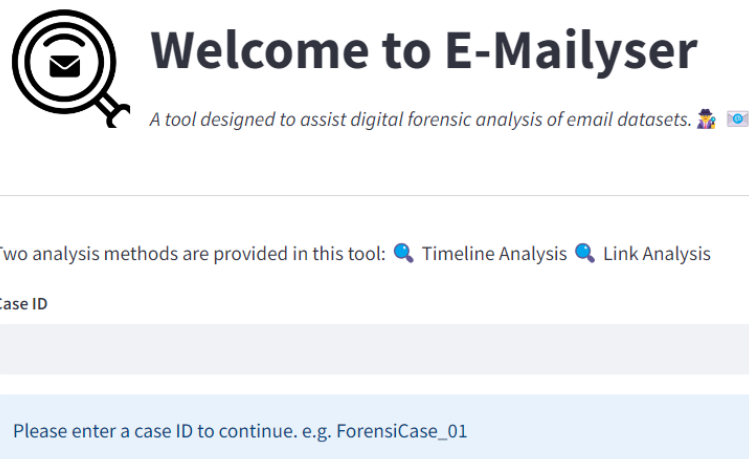 Welcome to E-Mailyser
A tool designed to assist digital forensic analysis of email datasets.
Two analysis methods are provided in this tool: Timeline Analysis Link Analysis
Case ID
Please enter a case ID to continue. e.g. ForensiCase_01